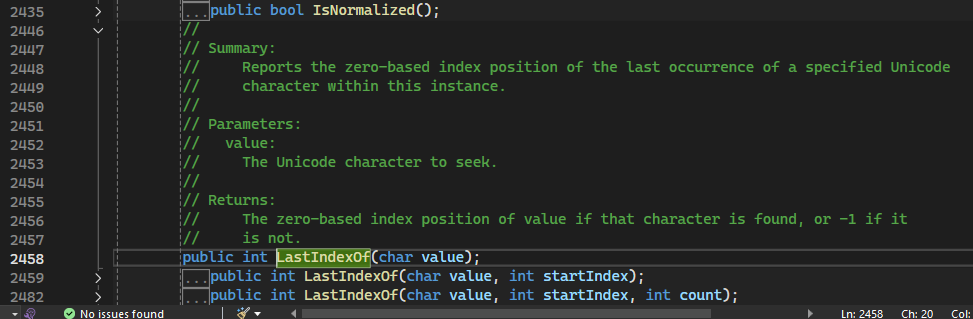 2435 ...public bool IsNormalized();
2446 //
2447 // Summary:
2448 //     Reports the zero-based index position of the last occurrence of a specified Unicode
2449 //     character within this instance.
2450 //
2451 // Parameters:
2452 //   value:
2453 //     The Unicode character to seek.
2454 //
2455 // Returns:
2456 //     The zero-based index position of value if that character is found, or -1 if it
2457 //     is not.
2458 public int LastIndexOf(char value);
2459 ...public int LastIndexOf(char value, int startIndex);
2482 ...public int LastIndexOf(char value, int startIndex, int count);
No issues found Ln: 2458 Ch: 20 Col: